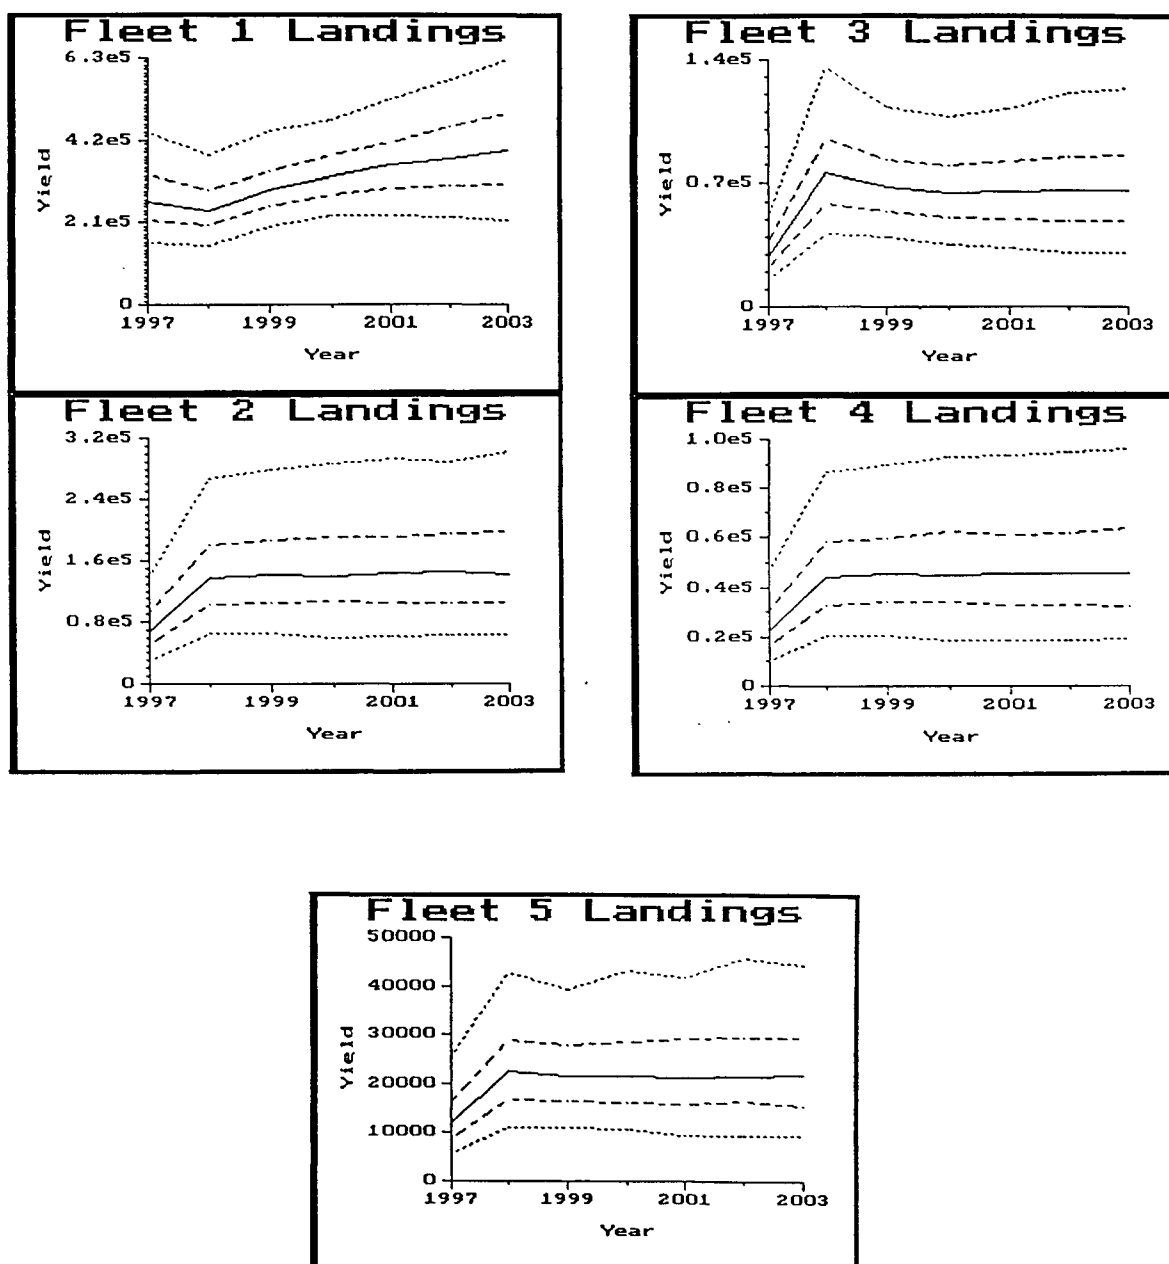 Fleet 1 Landings
6.3e5
4.2e5
2.1e5
0
Yield
1997 1999 2001 2003
Year
Fleet 3 Landings
1.4e5
0.7e5
0
Yield
1997 1999 2001 2003
Year
Fleet 2 Landings
3.2e5
2.4e5
1.6e5
0.8e5
0
Yield
1997 1999 2001 2003
Year
Fleet 4 Landings
1.0e5
0.8e5
0.6e5
0.4e5
0.2e5
0
Yield
1997 1999 2001 2003
Year
Fleet 5 Landings
50000
40000
30000
20000
10000
0
Yield
1997 1999 2001 2003
Year